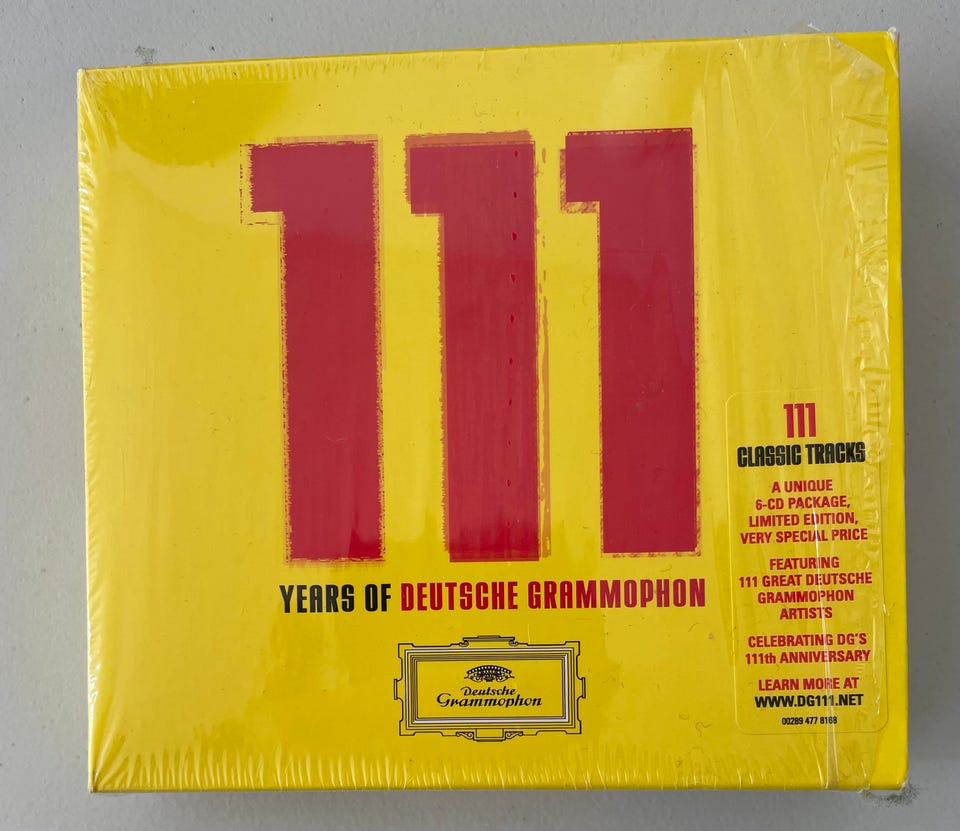 111
YEARS OF DEUTSCHE GRAMMOPHON
Deutsche
Grammophon
111
CLASSIC TRACKS
A UNIQUE
6-CD PACKAGE,
LIMITED EDITION,
VERY SPECIAL PRICE
FEATURING
111 GREAT DEUTSCHE
GRAMMOPHON
ARTISTS
CELEBRATING DG'S
111th ANNIVERSARY
LEARN MORE AT
WWW.DG111.NET
00289 477 8168